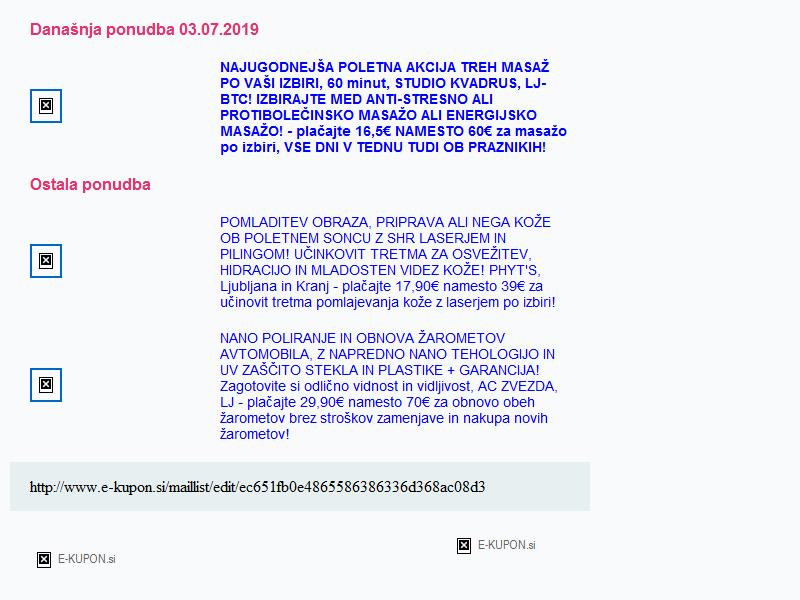 Današnja ponudba 03.07.2019
NAJUGODNEJŠA POLETNA AKCIJA TREH MASAŽ
PO VAŠI IZBIRI, 60 minut, STUDIO KVADRUS, LJ-
BTC! IZBIRAJTE MED ANTI-STRESNO ALI
PROTIBOLEČINSKO MASAŽO ALI ENERGIJSKO
MASAŽO! - plačajte 16,5€ NAMESTO 60€ za masažo
po izbiri, VSE DNI V TEDNU TUDI OB PRAZNIKIH!
Ostala ponudba
POMLADITEV OBRAZA, PRIPRAVA ALI NEGA KOŽE
OB POLETNEM SONCU Z SHR LASERJEM IN
PILINGOM! UČINKOVIT TRETMA ZA OSVEŽITEV,
HIDRACIJO IN MLADOSTEN VIDEZ KOŽE! PHYT'S,
Ljubljana in Kranj - plačajte 17,90€ namesto 39€ za
učinovit tretma pomlajevanja kože z laserjem po izbiri!
NANO POLIRANJE IN OBNOVA ŽAROMETOV
AVTOMOBILA, Z NAPREDNO NANO TEHOLOGIJO IN
UV ZAŠČITO STEKLA IN PLASTIKE + GARANCIJA!
Zagotovite si odlično vidnost in vidljivost, AC ZVEZDA,
LJ - plačajte 29,90€ namesto 70€ za obnovo obeh
žarometov brez stroškov zamenjave in nakupa novih
žarometov!
http://www.e-kupon.si/maillist/edit/ec651fb0e4865586386336d368ac08d3
E-KUPON.si
E-KUPON.si